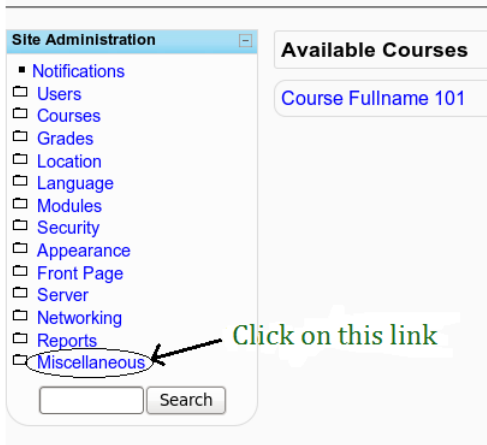 Site Administration
Notifications
Users
Courses
Grades
Location
Language
Modules
Security
Appearance
Front Page
Server
Networking
Reports
Miscellaneous
Search
Available Courses
Course Fullname 101
Click on this link